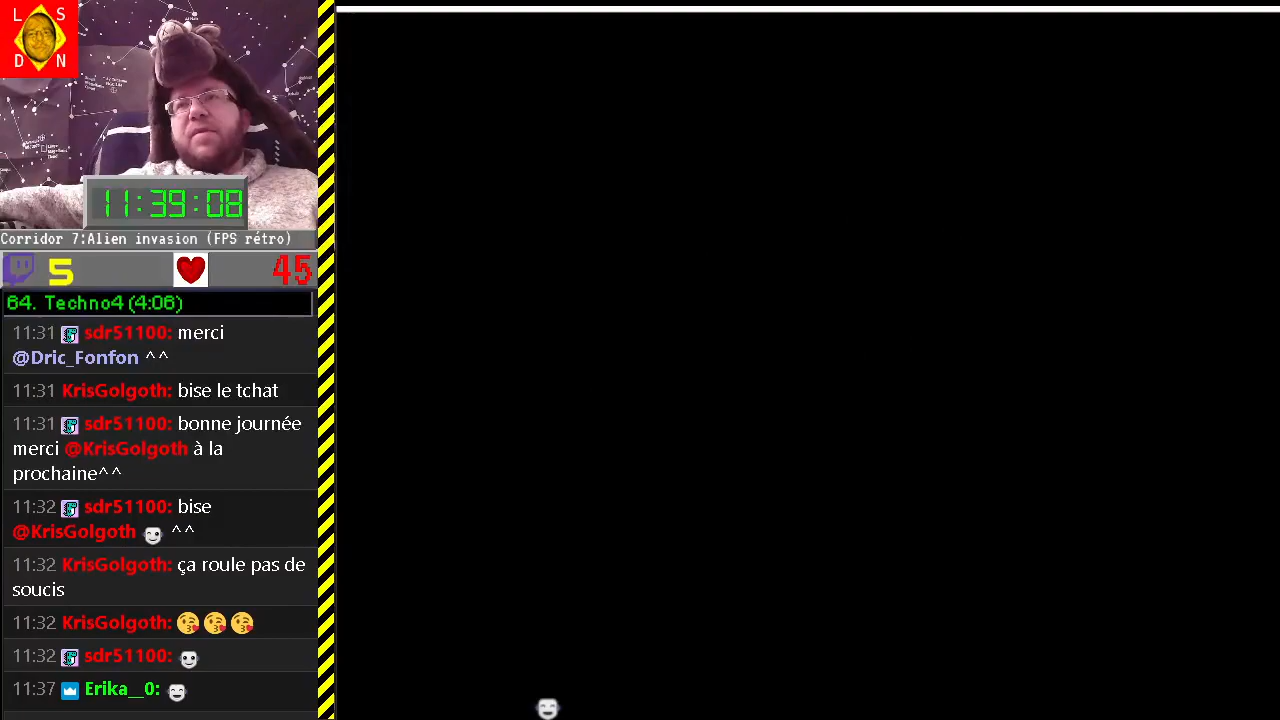 L S
D N
11:39:08
Corridor 7:Alien invasion (FPS rétro)
5 45
64. Techno4 (4:06)
11:31 sdr51100: merci
@Dric_Fonfon ^^
11:31 KrisGolgoth: bise le tchat
11:31 sdr51100: bonne journée
merci @KrisGolgoth à la
prochaine^^
11:32 sdr51100: bise
@KrisGolgoth ^^
11:32 KrisGolgoth: ça roule pas de
soucis
11:32 KrisGolgoth: 😘😘😘
11:32 sdr51100:
11:37 Erika__0: